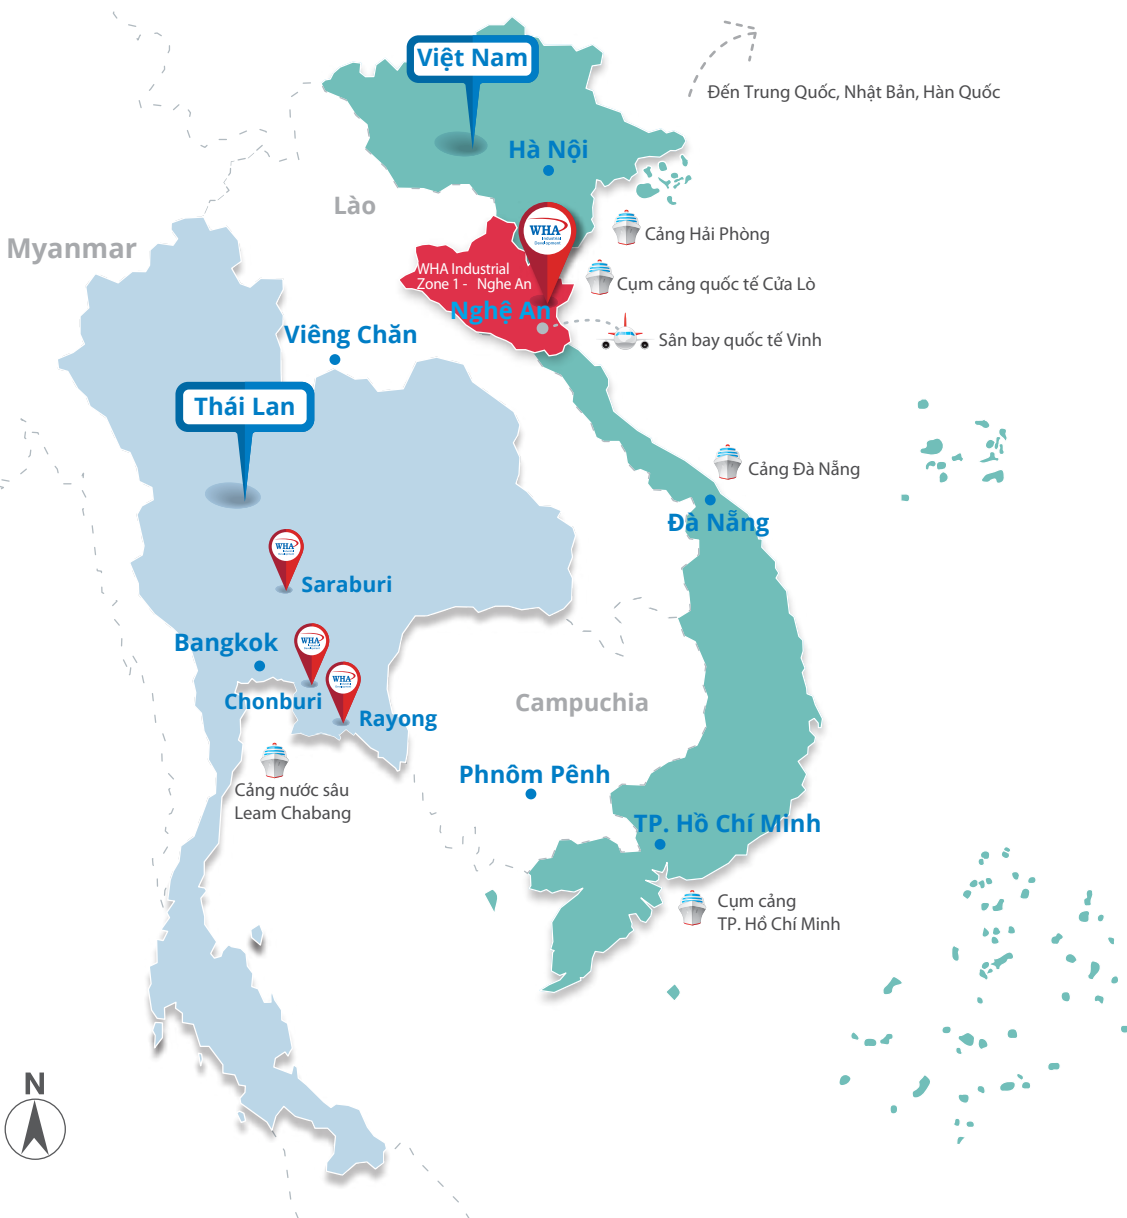 Việt Nam
Đến Trung Quốc, Nhật Bản, Hàn Quốc
Hà Nội
Lào
Myanmar
WHA
Industrial
Development
Cảng Hải Phòng
WHA Industrial
Zone 1 - Nghe An
Cụm cảng quốc tế Cửa Lò
Nghệ An
Sân bay quốc tế Vinh
Viêng Chăn
Thái Lan
Cảng Đà Nẵng
Đà Nẵng
WHA
Saraburi
Bangkok
WHA
WHA
Chonburi
Rayong
Campuchia
Phnôm Pênh
Cảng nước sâu
Leam Chabang
TP. Hồ Chí Minh
Cụm cảng
TP. Hồ Chí Minh
N